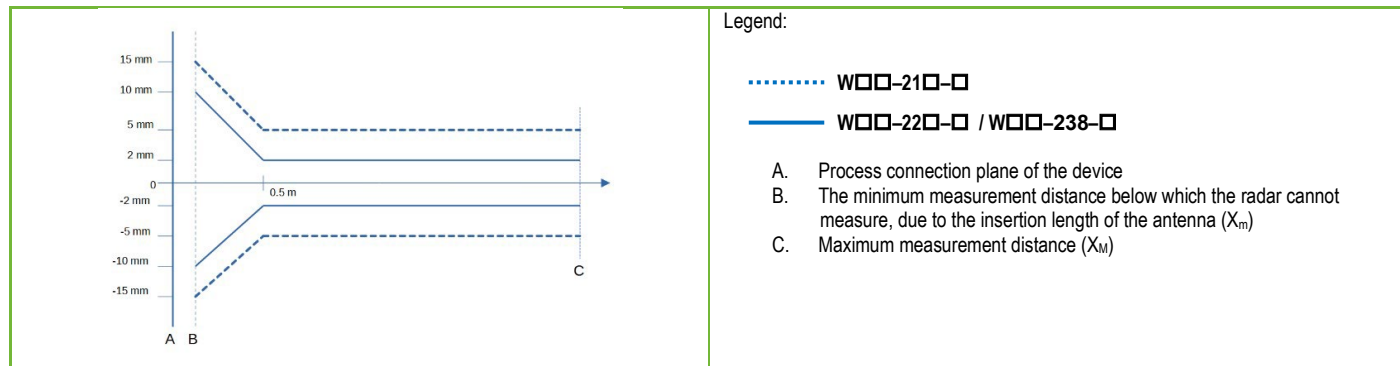 15 mm
10 mm
5 mm
2 mm
0
0.5 m
-2 mm
-5 mm
-10 mm
-15 mm
A B
C
Legend:
W☐☐–21☐–☐
W☐☐–22☐–☐ / W☐☐–238–☐
A. Process connection plane of the device
B. The minimum measurement distance below which the radar cannot
measure, due to the insertion length of the antenna (Xm)
C. Maximum measurement distance (XM)